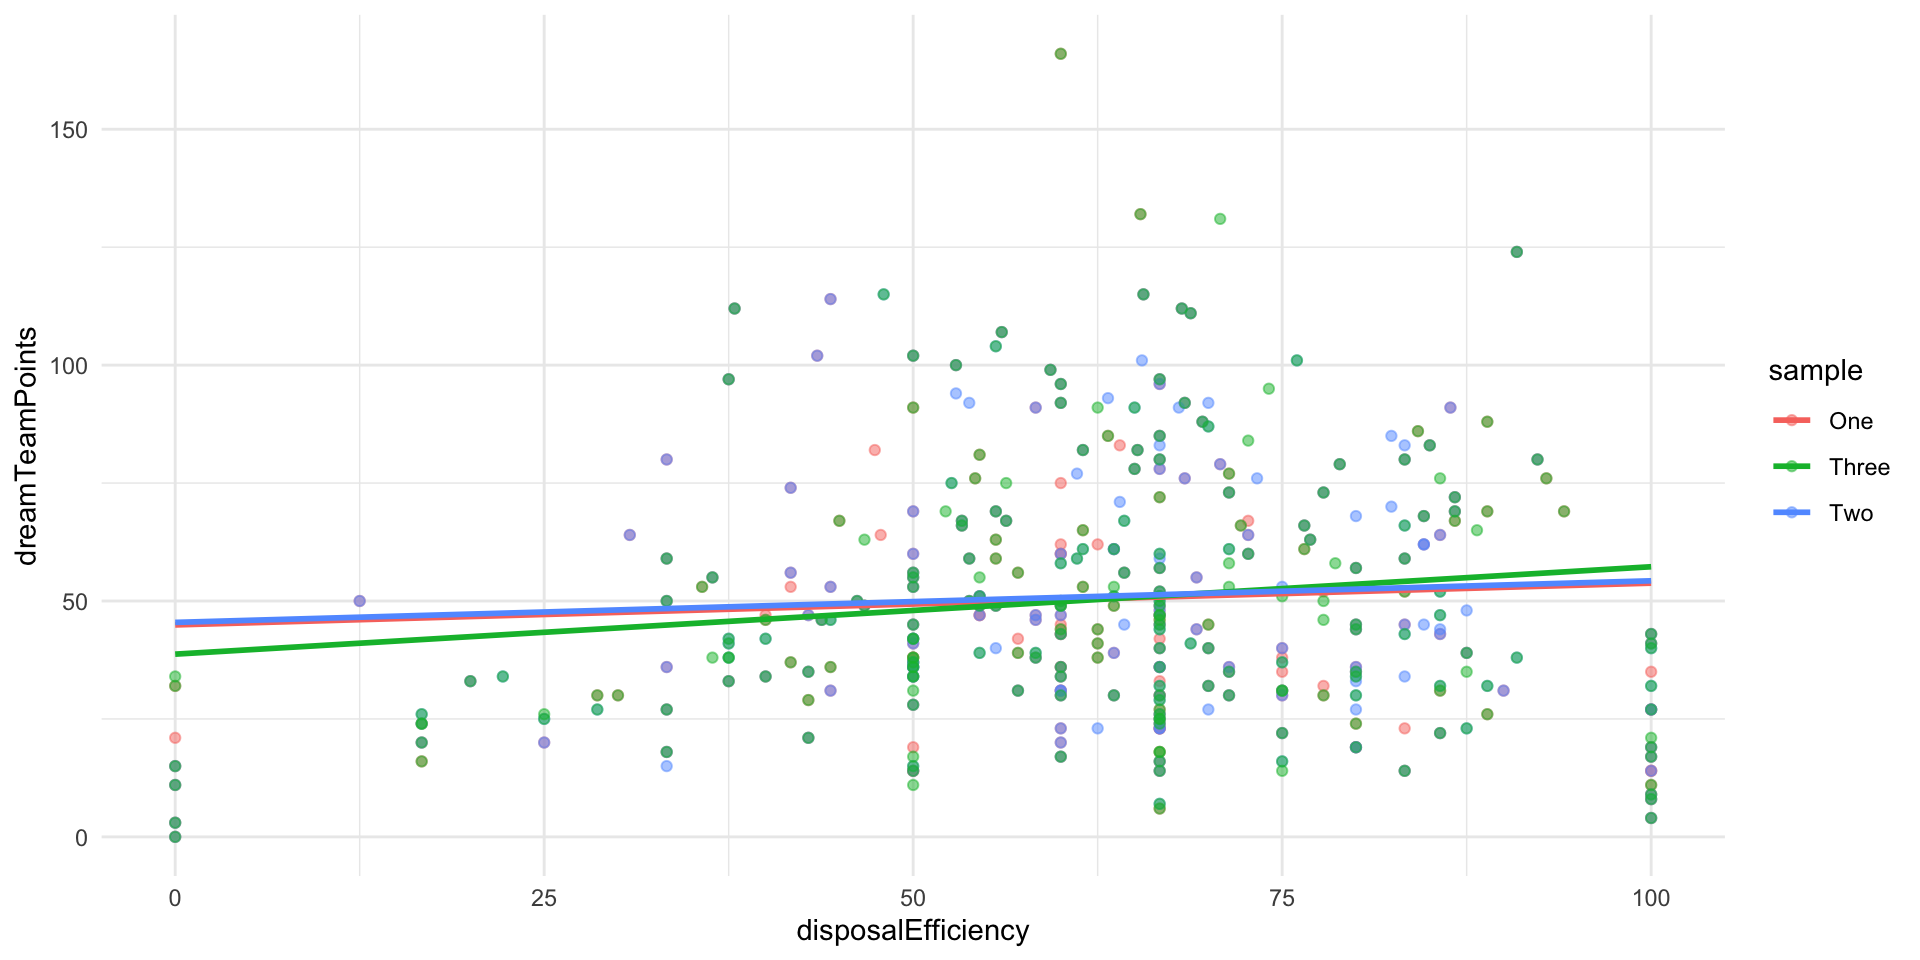 150
100
50
0
dreamTeamPoints
0 25 50 75 100
disposalEfficiency
sample
One
Three
Two